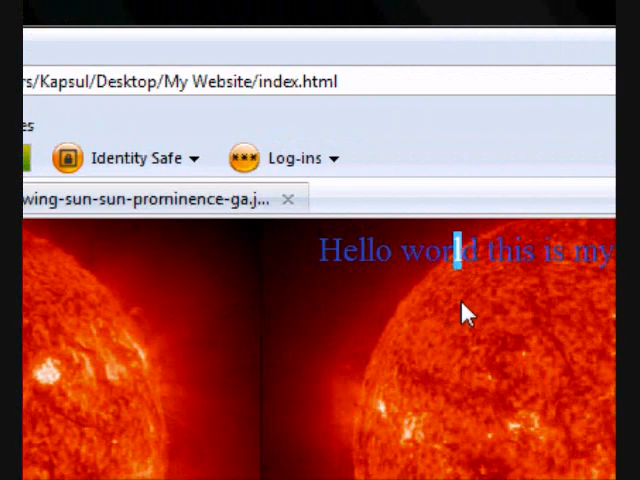 rs/Kapsul/Desktop/My Website/index.html
es
Identity Safe
Log-ins
wing-sun-sun-prominence-ga.j...
Hello world this is my